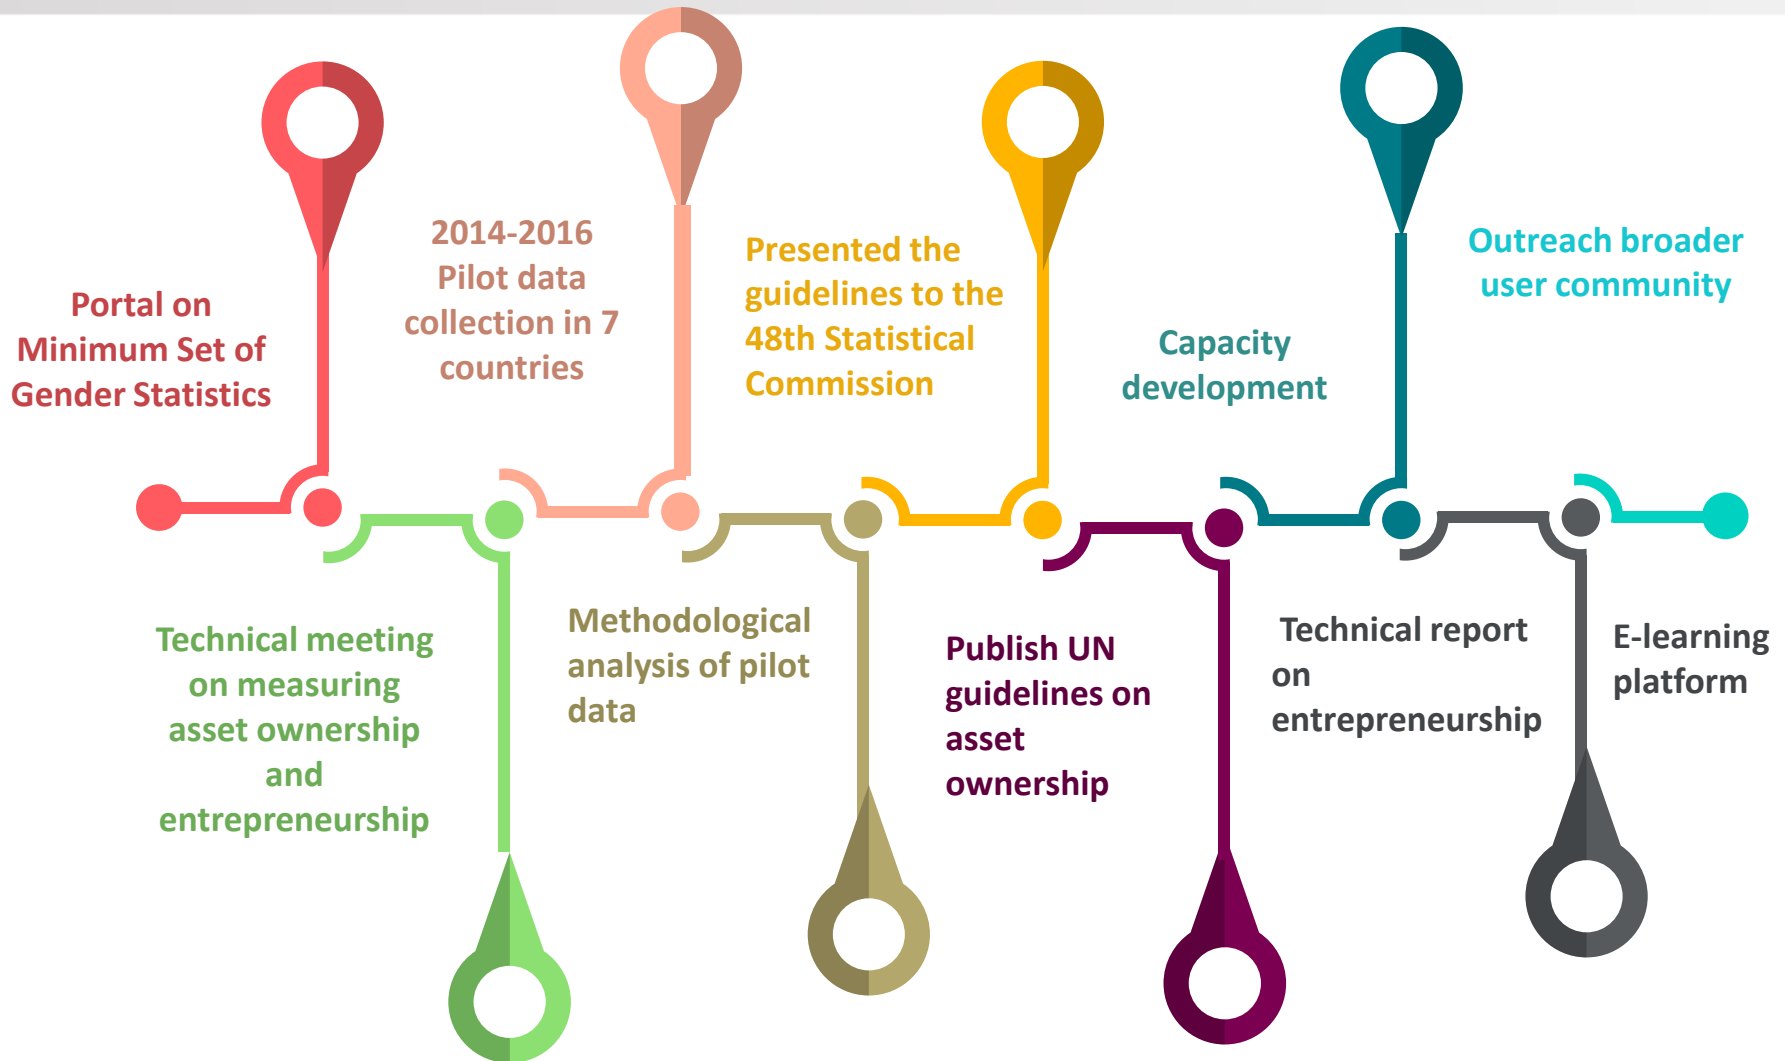 Portal on
Minimum Set of
Gender Statistics
Technical meeting
on measuring
asset ownership
and
entrepreneurship
2014-2016
Pilot data
collection in 7
countries
Methodological
analysis of pilot
data
Presented the
guidelines to the
48th Statistical
Commission
Publish UN
guidelines on
asset
ownership
Capacity
development
Technical report
on
entrepreneurship
Outreach broader
user community
E-learning
platform